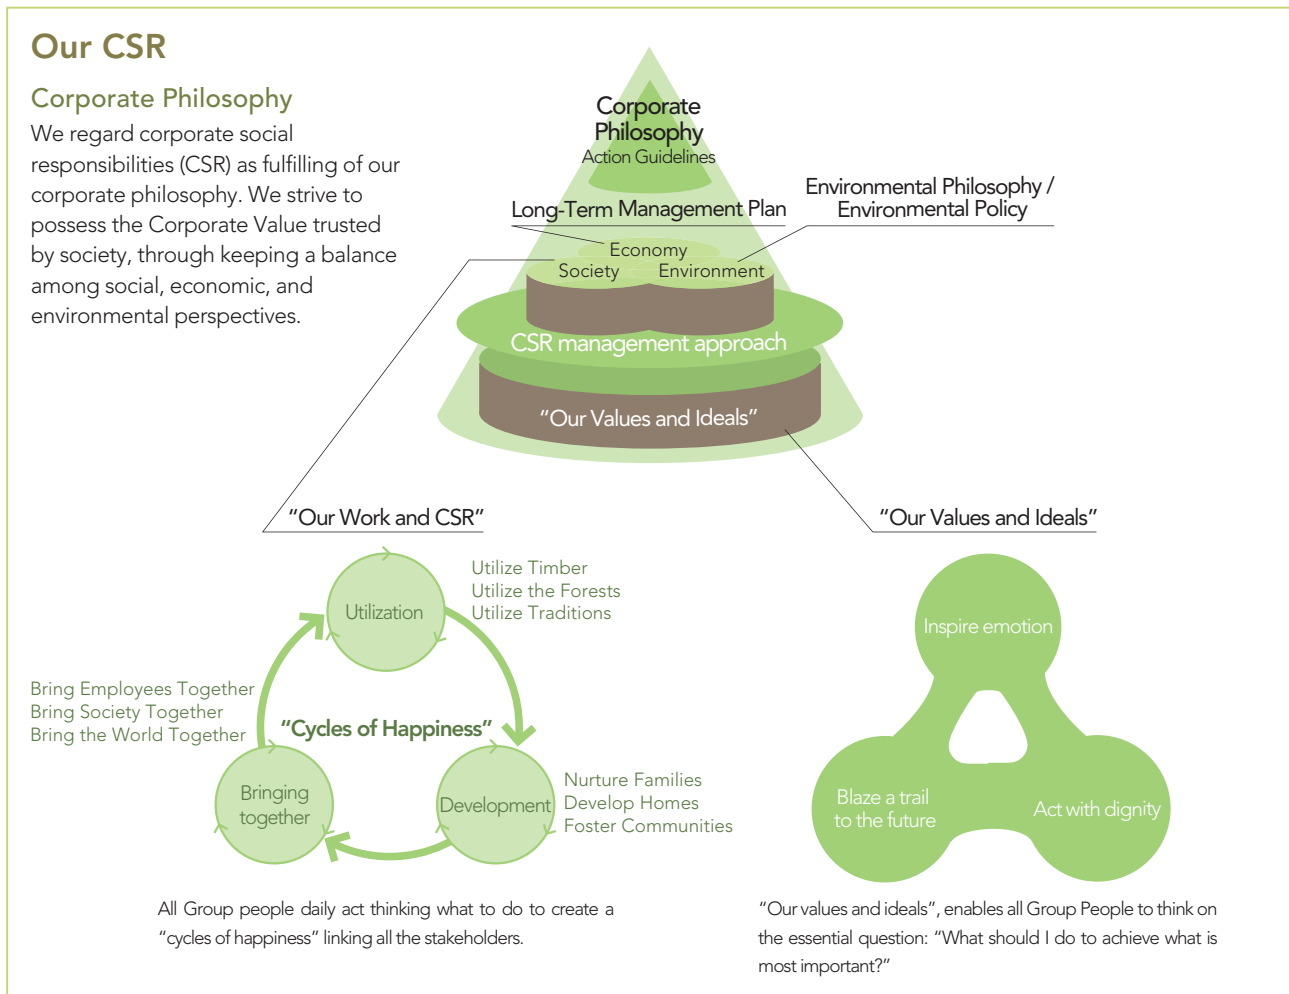 Our CSR
Corporate Philosophy
We regard corporate social
responsibilities (CSR) as fulfilling of our
corporate philosophy. We strive to
possess the Corporate Value trusted
by society, through keeping a balance
among social, economic, and
environmental perspectives.
Corporate
Philosophy
Action Guidelines
Long-Term Management Plan
Environmental Philosophy /
Environmental Policy
Economy
Society
Environment
CSR management approach
“Our Values and Ideals”
“Our Work and CSR”
Utilization
Utilize Timber
Utilize the Forests
Utilize Traditions
Bring Employees Together
Bring Society Together
Bring the World Together
“Cycles of Happiness”
Bringing
together
Development
Nurture Families
Develop Homes
Foster Communities
All Group people daily act thinking what to do to create a
“cycles of happiness” linking all the stakeholders.
“Our Values and Ideals”
Inspire emotion
Blaze a trail
to the future
Act with dignity
“Our values and ideals”, enables all Group People to think on
the essential question: “What should I do to achieve what is
most important?”